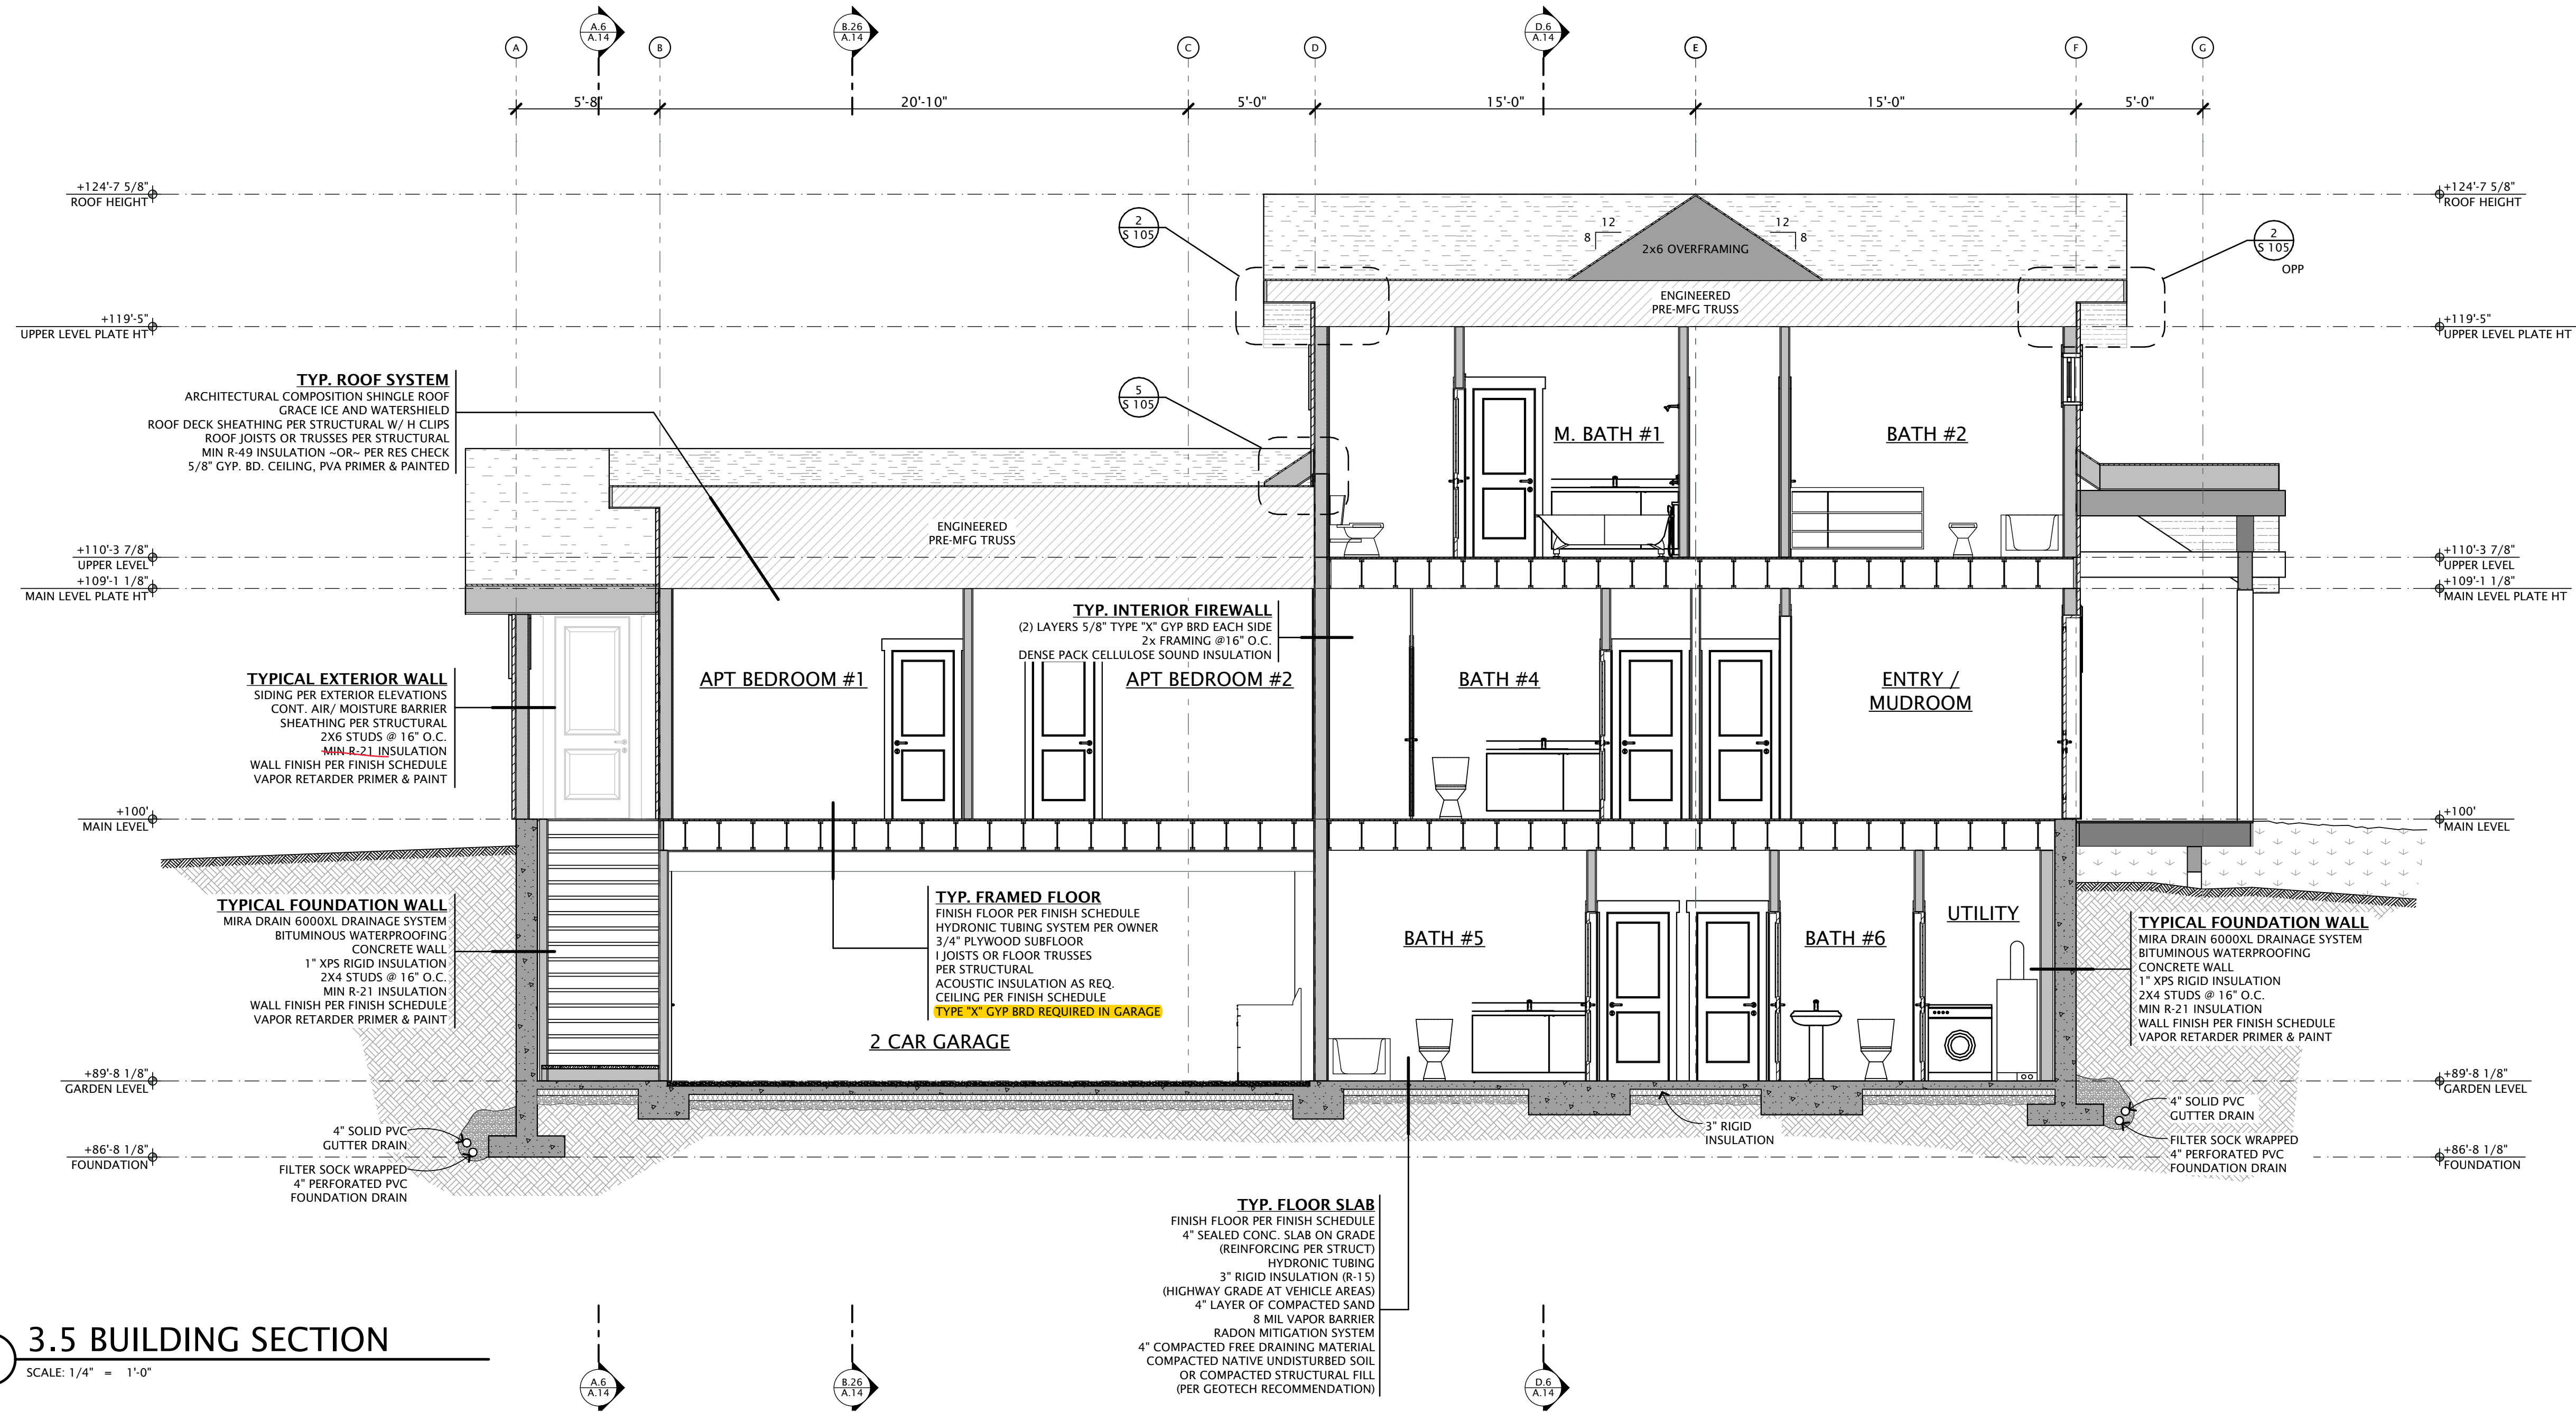 A.6
A.14
B.26
A.14
D.6
A.14
A
B
C
D
E
F
G
5'-8"
20'-10"
5'-0"
15'-0"
15'-0"
5'-0"
+124'-7 5/8"
ROOF HEIGHT
+124'-7 5/8"
ROOF HEIGHT
2
S 105
12
8
12
8
2x6 OVERFRAMING
2
S 105
OPP
ENGINEERED
PRE-MFG TRUSS
+119'-5"
UPPER LEVEL PLATE HT
+119'-5"
UPPER LEVEL PLATE HT
TYP. ROOF SYSTEM
ARCHITECTURAL COMPOSITION SHINGLE ROOF
GRACE ICE AND WATERSHIELD
ROOF DECK SHEATHING PER STRUCTURAL W/ H CLIPS
ROOF JOISTS OR TRUSSES PER STRUCTURAL
MIN R-49 INSULATION ~OR~ PER RES CHECK
5/8" GYP. BD. CEILING, PVA PRIMER & PAINTED
5
S 105
M. BATH #1
BATH #2
ENGINEERED
PRE-MFG TRUSS
+110'-3 7/8"
UPPER LEVEL
+109'-1 1/8"
MAIN LEVEL PLATE HT
+110'-3 7/8"
UPPER LEVEL
+109'-1 1/8"
MAIN LEVEL PLATE HT
TYP. INTERIOR FIREWALL
(2) LAYERS 5/8" TYPE "X" GYP BRD EACH SIDE
2x FRAMING @16" O.C.
DENSE PACK CELLULOSE SOUND INSULATION
TYPICAL EXTERIOR WALL
SIDING PER EXTERIOR ELEVATIONS
CONT. AIR/ MOISTURE BARRIER
SHEATHING PER STRUCTURAL
2X6 STUDS @ 16" O.C.
MIN R-21 INSULATION
WALL FINISH PER FINISH SCHEDULE
VAPOR RETARDER PRIMER & PAINT
APT BEDROOM #1
APT BEDROOM #2
BATH #4
ENTRY /
MUDROOM
+100'
MAIN LEVEL
+100'
MAIN LEVEL
TYPICAL FOUNDATION WALL
MIRA DRAIN 6000XL DRAINAGE SYSTEM
BITUMINOUS WATERPROOFING
CONCRETE WALL
1" XPS RIGID INSULATION
2X4 STUDS @ 16" O.C.
MIN R-21 INSULATION
WALL FINISH PER FINISH SCHEDULE
VAPOR RETARDER PRIMER & PAINT
TYP. FRAMED FLOOR
FINISH FLOOR PER FINISH SCHEDULE
HYDRONIC TUBING SYSTEM PER OWNER
3/4" PLYWOOD SUBFLOOR
I JOISTS OR FLOOR TRUSSES
PER STRUCTURAL
ACOUSTIC INSULATION AS REQ.
CEILING PER FINISH SCHEDULE
TYPE "X" GYP BRD REQUIRED IN GARAGE
2 CAR GARAGE
BATH #5
BATH #6
UTILITY
TYPICAL FOUNDATION WALL
MIRA DRAIN 6000XL DRAINAGE SYSTEM
BITUMINOUS WATERPROOFING
CONCRETE WALL
1" XPS RIGID INSULATION
2X4 STUDS @ 16" O.C.
MIN R-21 INSULATION
WALL FINISH PER FINISH SCHEDULE
VAPOR RETARDER PRIMER & PAINT
+89'-8 1/8"
GARDEN LEVEL
+89'-8 1/8"
GARDEN LEVEL
4" SOLID PVC
GUTTER DRAIN
FILTER SOCK WRAPPED
4" PERFORATED PVC
FOUNDATION DRAIN
3" RIGID
INSULATION
4" SOLID PVC
GUTTER DRAIN
FILTER SOCK WRAPPED
4" PERFORATED PVC
FOUNDATION DRAIN
+86'-8 1/8"
FOUNDATION
+86'-8 1/8"
FOUNDATION
TYP. FLOOR SLAB
FINISH FLOOR PER FINISH SCHEDULE
4" SEALED CONC. SLAB ON GRADE
(REINFORCING PER STRUCT)
HYDRONIC TUBING
3" RIGID INSULATION (R-15)
(HIGHWAY GRADE AT VEHICLE AREAS)
4" LAYER OF COMPACTED SAND
8 MIL VAPOR BARRIER
RADON MITIGATION SYSTEM
4" COMPACTED FREE DRAINING MATERIAL
COMPACTED NATIVE UNDISTURBED SOIL
OR COMPACTED STRUCTURAL FILL
(PER GEOTECH RECOMMENDATION)
3.5 BUILDING SECTION
SCALE: 1/4" = 1'-0"
A.6
A.14
B.26
A.14
D.6
A.14